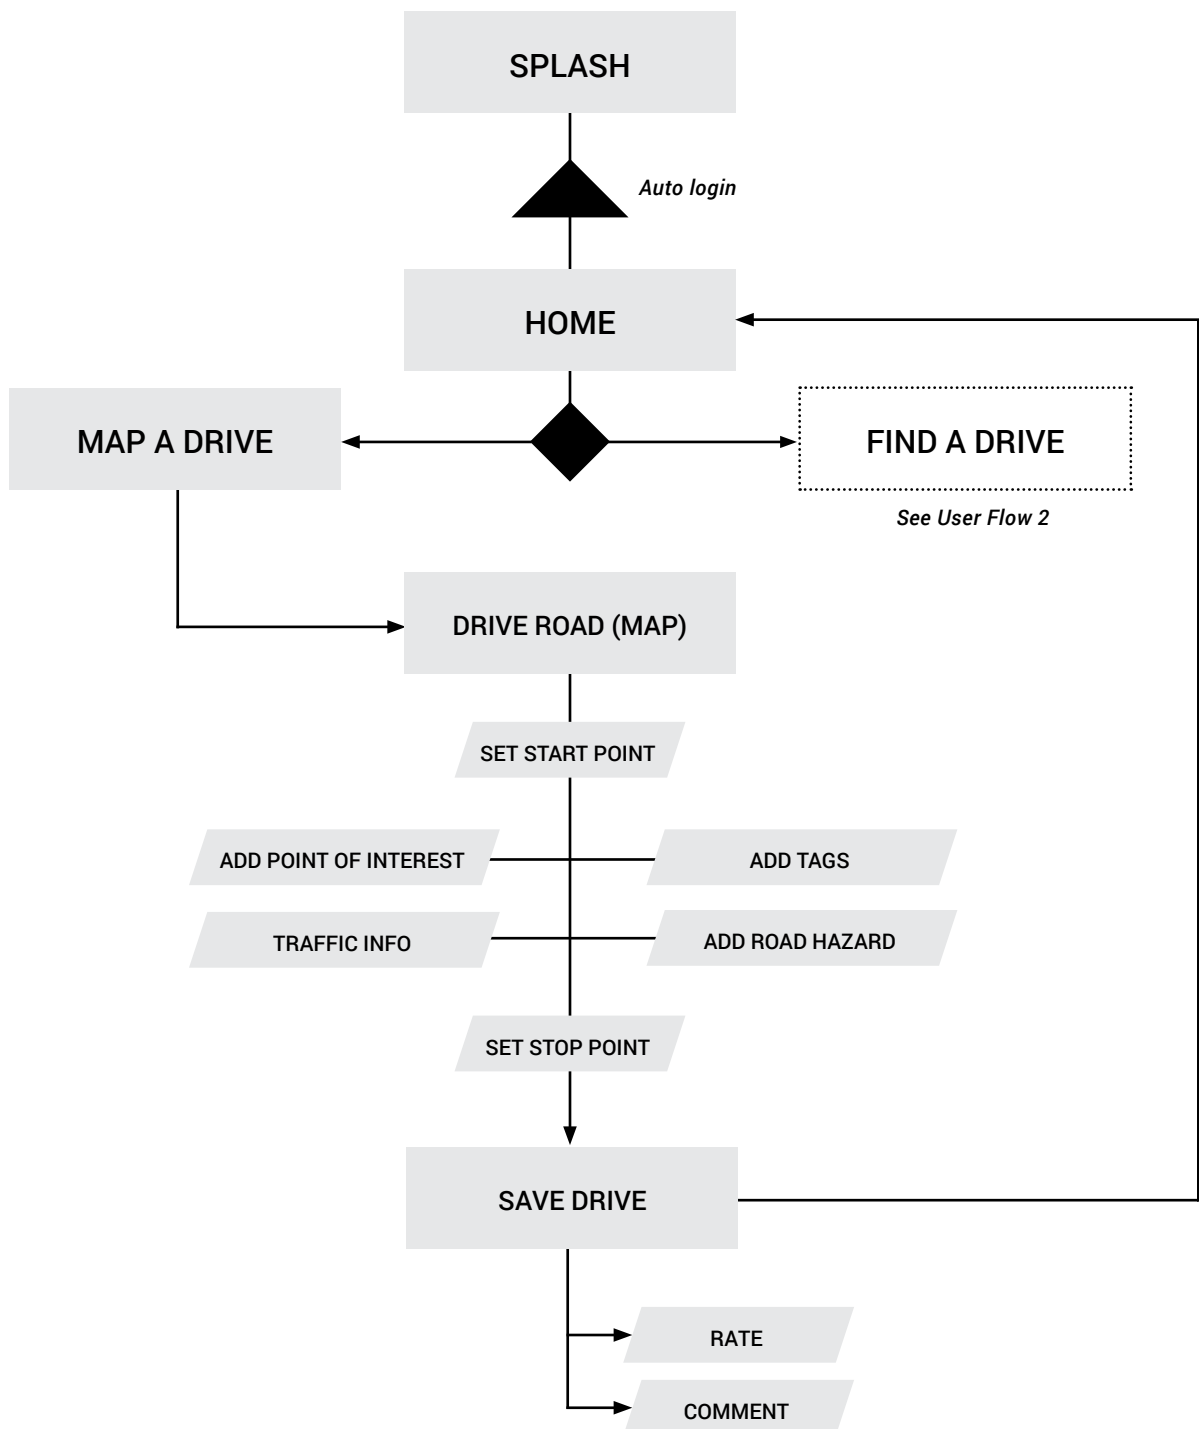 SPLASH
Auto login
HOME
MAP A DRIVE
FIND A DRIVE
See User Flow 2
DRIVE ROAD (MAP)
SET START POINT
ADD POINT OF INTEREST
ADD TAGS
TRAFFIC INFO
ADD ROAD HAZARD
SET STOP POINT
SAVE DRIVE
RATE
COMMENT